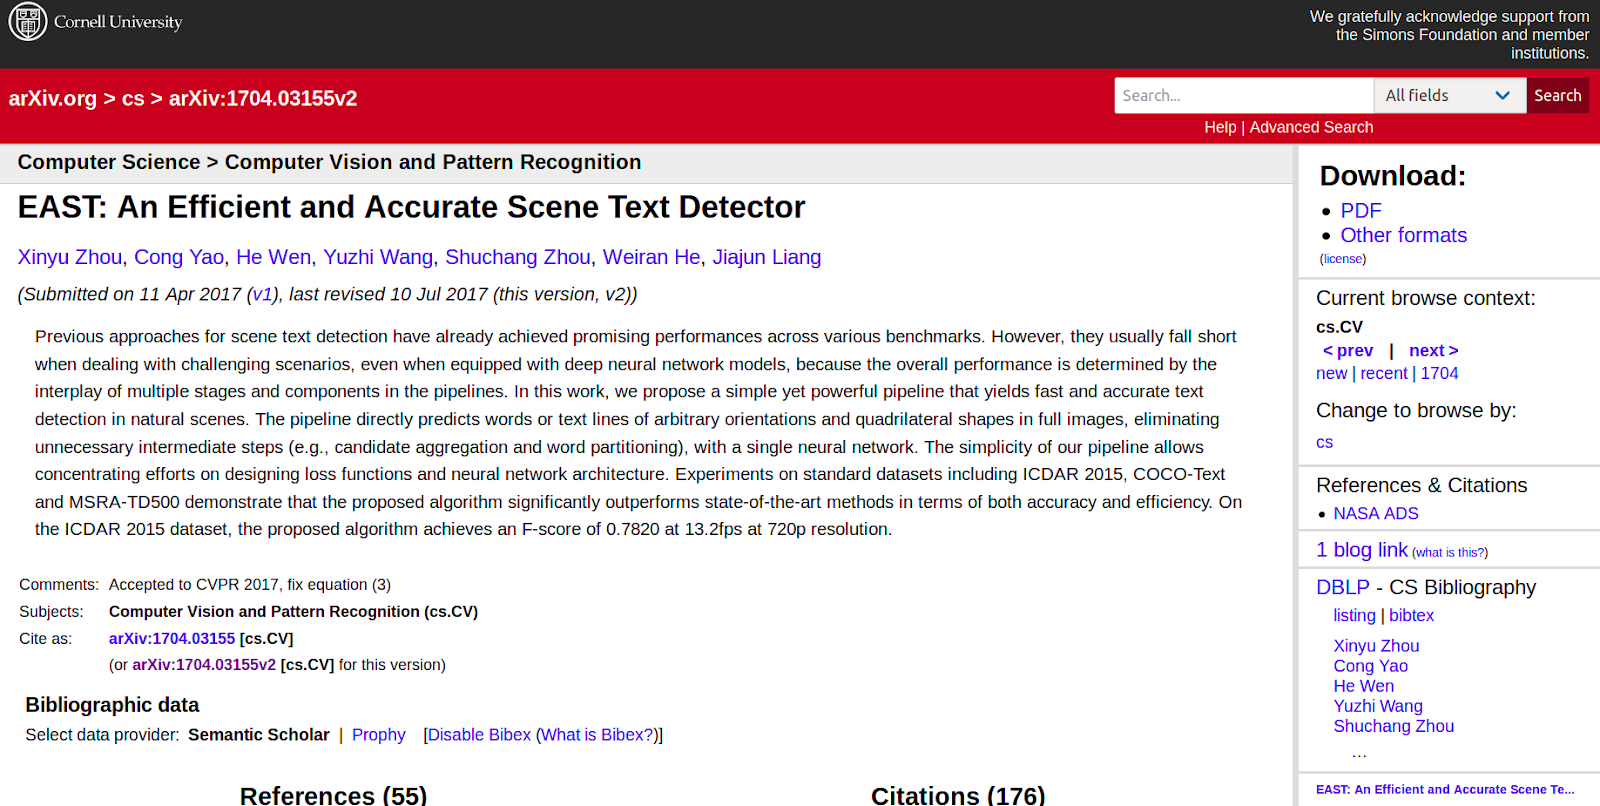 Cornell University
We gratefully acknowledge support from
the Simons Foundation and member
institutions.
arXiv.org > cs > arXiv:1704.03155v2
Search...
All fields
Search
Help | Advanced Search
Computer Science > Computer Vision and Pattern Recognition
EAST: An Efficient and Accurate Scene Text Detector
Xinyu Zhou, Cong Yao, He Wen, Yuzhi Wang, Shuchang Zhou, Weiran He, Jiajun Liang
(Submitted on 11 Apr 2017 (v1), last revised 10 Jul 2017 (this version, v2))
Previous approaches for scene text detection have already achieved promising performances across various benchmarks. However, they usually fall short
when dealing with challenging scenarios, even when equipped with deep neural network models, because the overall performance is determined by the
interplay of multiple stages and components in the pipelines. In this work, we propose a simple yet powerful pipeline that yields fast and accurate text
detection in natural scenes. The pipeline directly predicts words or text lines of arbitrary orientations and quadrilateral shapes in full images, eliminating
unnecessary intermediate steps (e.g., candidate aggregation and word partitioning), with a single neural network. The simplicity of our pipeline allows
concentrating efforts on designing loss functions and neural network architecture. Experiments on standard datasets including ICDAR 2015, COCO-Text
and MSRA-TD500 demonstrate that the proposed algorithm significantly outperforms state-of-the-art methods in terms of both accuracy and efficiency. On
the ICDAR 2015 dataset, the proposed algorithm achieves an F-score of 0.7820 at 13.2fps at 720p resolution.
Comments: Accepted to CVPR 2017, fix equation (3)
Subjects: Computer Vision and Pattern Recognition (cs.CV)
Cite as: arXiv:1704.03155 [cs.CV]
(or arXiv:1704.03155v2 [cs.CV] for this version)
Bibliographic data
Select data provider: Semantic Scholar | Prophy [Disable Bibex (What is Bibex?)]
References (55)
Citations (176)
Download:
• PDF
• Other formats
(license)
Current browse context:
cs.CV
< prev | next >
new | recent | 1704
Change to browse by:
cs
References & Citations
• NASA ADS
1 blog link (what is this?)
DBLP - CS Bibliography
listing | bibtex
Xinyu Zhou
Cong Yao
He Wen
Yuzhi Wang
Shuchang Zhou
...
EAST: An Efficient and Accurate Scene Te...